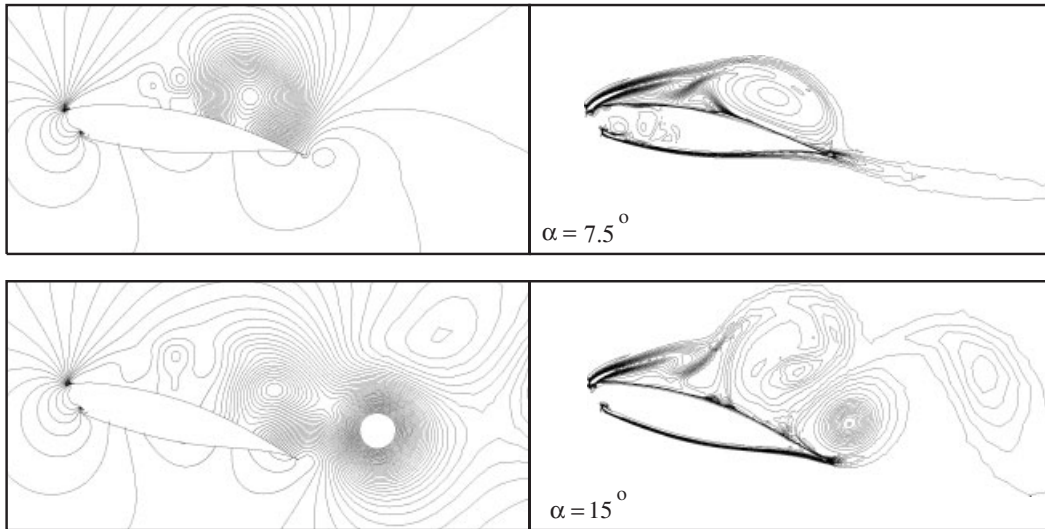 α = 7.5°
α = 15°